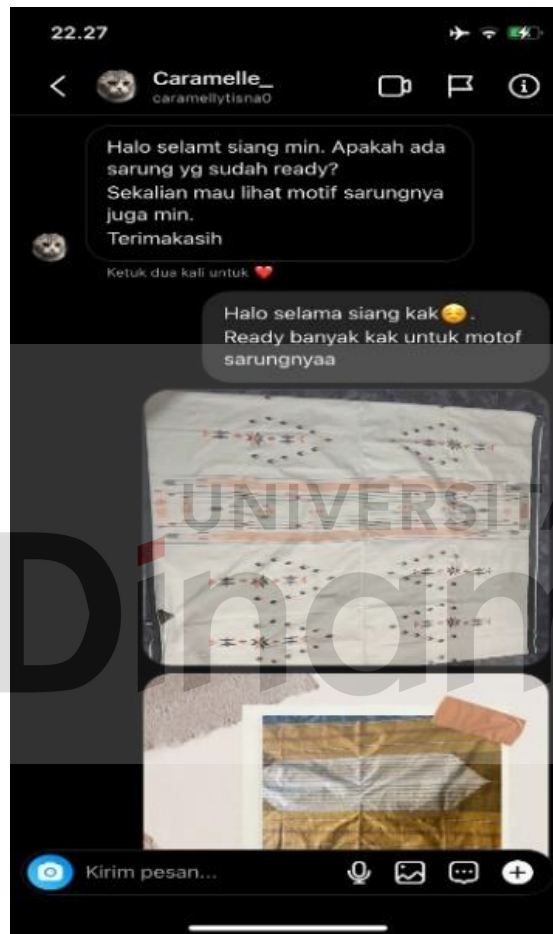 22.27
Caramelle_
caramellytisna0
Halo selamt siang min. Apakah ada
sarung yg sudah ready?
Sekalian mau lihat motif sarungnya
juga min.
Terimakasih
Ketuk dua kali untuk ❤️
Halo selama siang kak☺️.
Ready banyak kak untuk motof
sarungnyaa
UNIVERSITA
Dinam
Kirim pesan...